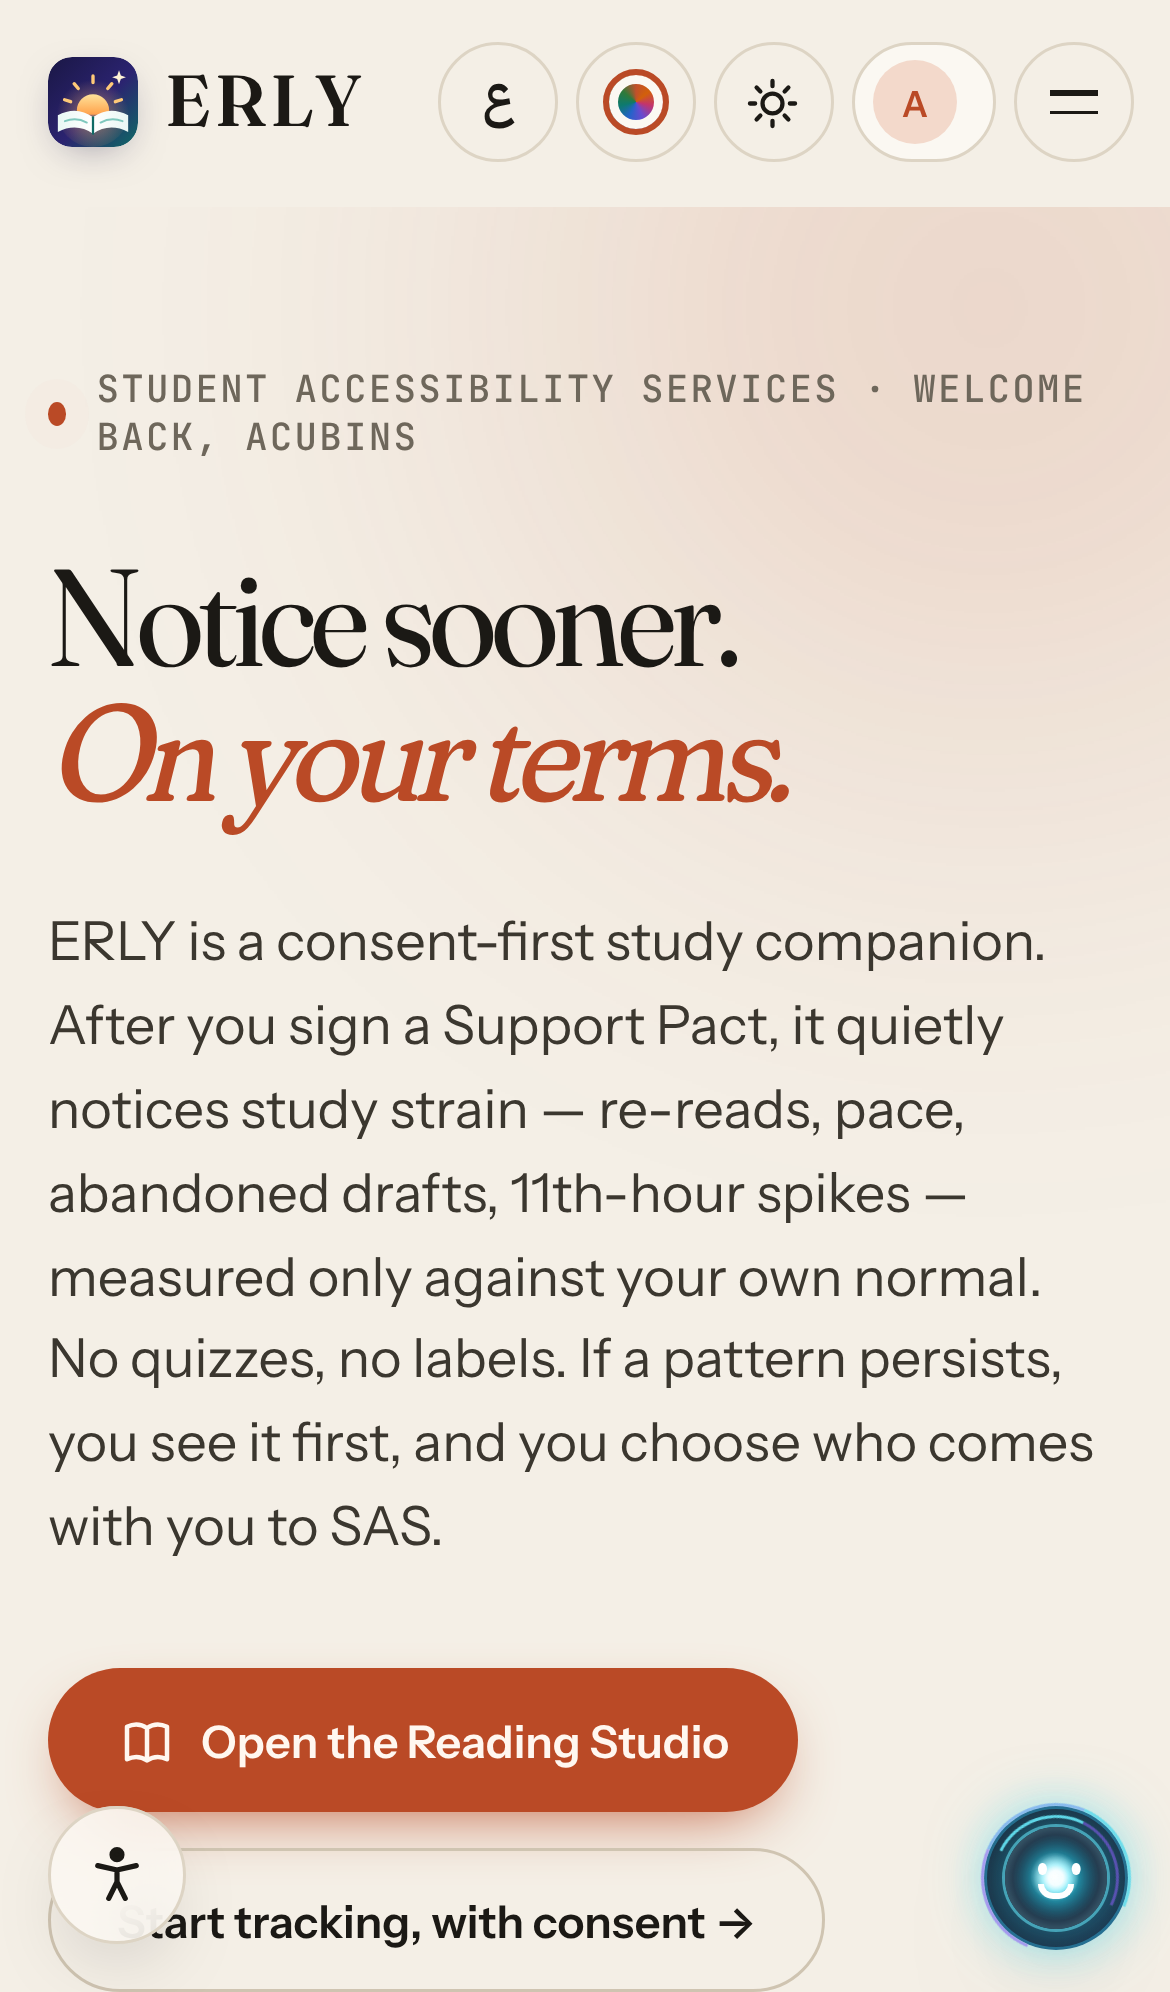 ERLY
ع
A
STUDENT ACCESSIBILITY SERVICES · WELCOME
BACK, ACUBINS
Notice sooner.
On your terms.
ERLY is a consent-first study companion.
After you sign a Support Pact, it quietly
notices study strain — re-reads, pace,
abandoned drafts, 11th-hour spikes —
measured only against your own normal.
No quizzes, no labels. If a pattern persists,
you see it first, and you choose who comes
with you to SAS.
Open the Reading Studio
Start tracking, with consent →